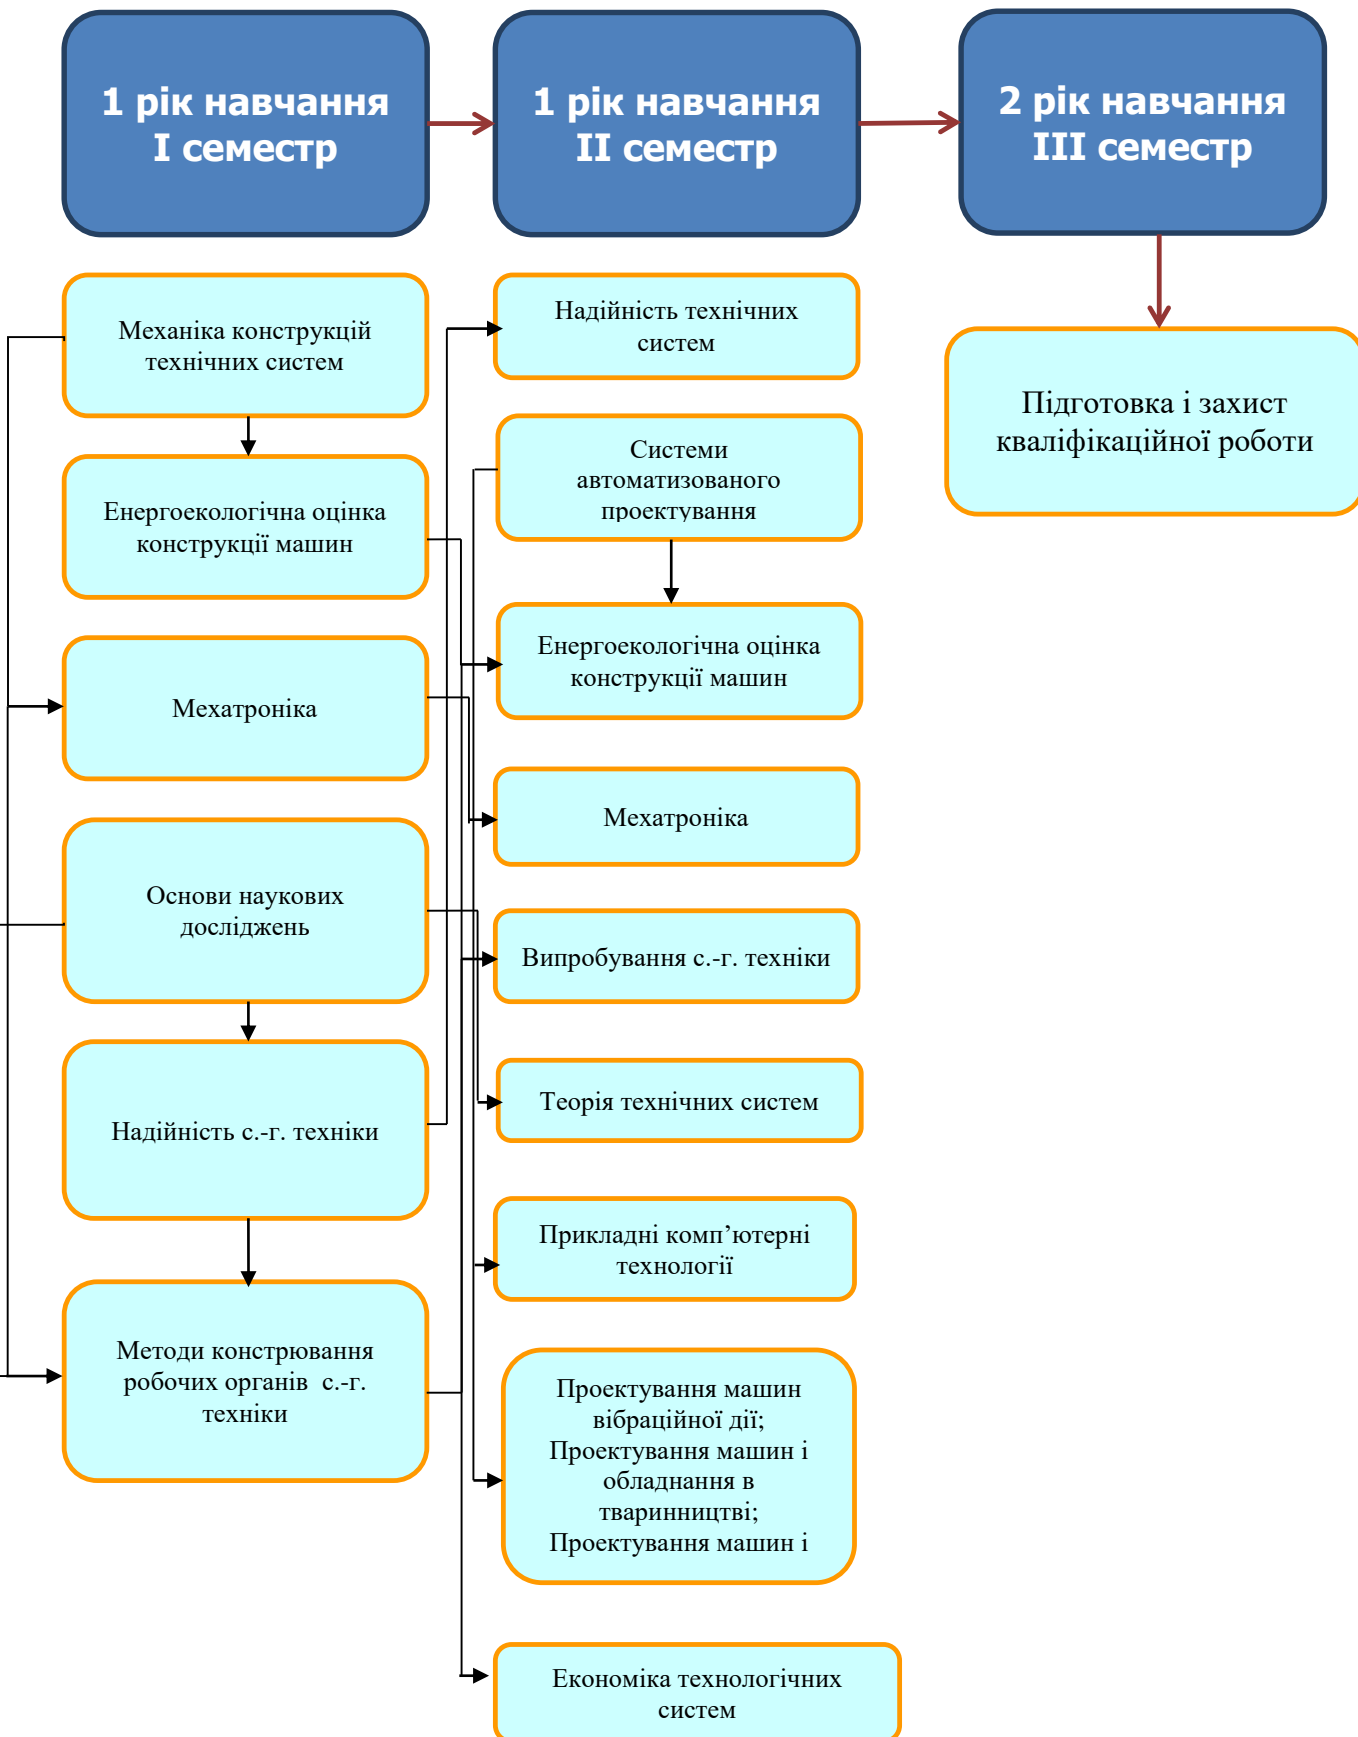 1 рік навчання
I семестр
1 рік навчання
II семестр
2 рік навчання
III семестр
Механіка конструкцій
технічних систем
Енергоекологічна оцінка
конструкції машин
Мехатроніка
Основи наукових
досліджень
Надійність с.-г. техніки
Методи констрювання
робочих органів с.-г.
техніки
Надійність технічних
систем
Системи
автоматизованого
проектування
Енергоекологічна оцінка
конструкції машин
Мехатроніка
Випробування с.-г. техніки
Теорія технічних систем
Прикладні комп’ютерні
технології
Проектування машин
вібраційної дії;
Проектування машин і
обладнання в
тваринництві;
Проектування машин і
Економіка технологічних
систем
Підготовка і захист
кваліфікаційної роботи